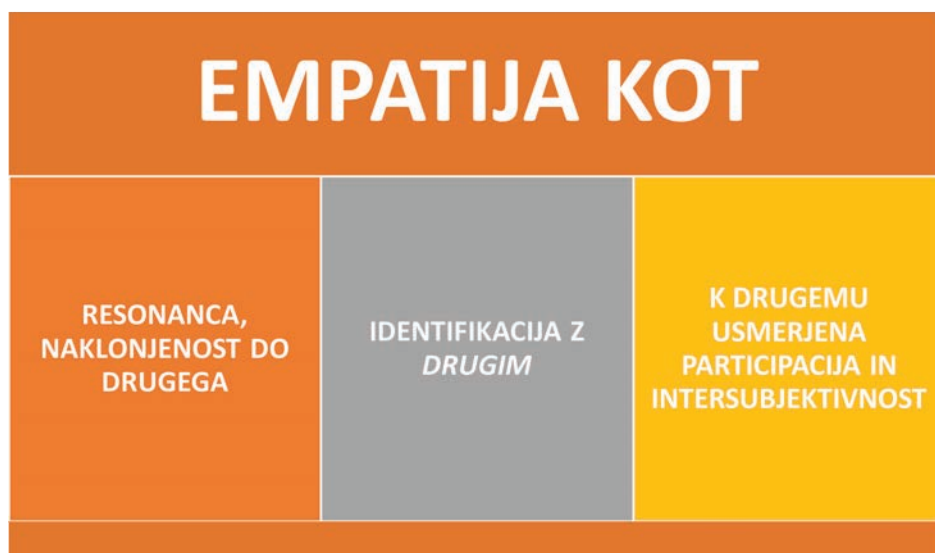 EMPATIJA KOT
RESONANCA,
NAKLONJENOST DO
DRUGEGA
IDENTIFIKACIJA Z
DRUGIM
K DRUGEMU
USMERJENA
PARTICIPACIJA IN
INTERSUBJEKTIVNOST